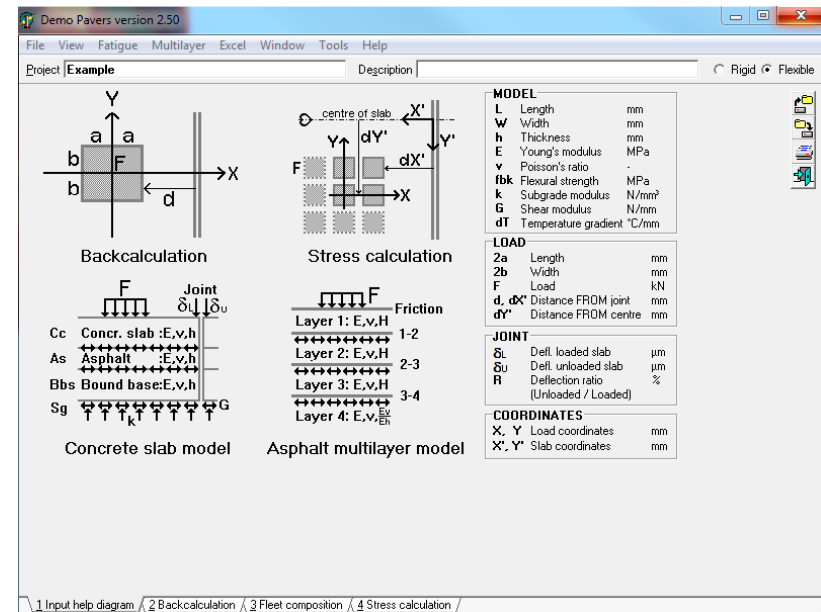 Demo Pavers version 2.50
File View Fatigue Multilayer Excel Window Tools Help
Project Example Description Rigid Flexible
Y
a a
b F
b
X
d
Backcalculation
centre of slab X'
Y dY' Y'
F dX'
X
Stress calculation
F Joint
δL δU
Cc Concr. slab :E,v,h
As Asphalt :E,v,h
Bbs Bound base:E,v,h
Sg k G
Concrete slab model
F Friction
Layer 1: E,v,H
1-2
Layer 2: E,v,H
2-3
Layer 3: E,v,H
3-4
Layer 4: E,v,Ev/Eh
Asphalt multilayer model
MODEL
L Length mm
W Width mm
h Thickness mm
E Young's modulus MPa
v Poisson's ratio -
fbk Flexural strength MPa
k Subgrade modulus N/mm³
G Shear modulus N/mm
dT Temperature gradient °C/mm
LOAD
2a Length mm
2b Width mm
F Load kN
d, dX' Distance FROM joint mm
dY' Distance FROM centre mm
JOINT
δL Defl. loaded slab µm
δU Defl. unloaded slab µm
R Deflection ratio %
(Unloaded / Loaded)
COORDINATES
X, Y Load coordinates mm
X', Y' Slab coordinates mm
1 Input help diagram 2 Backcalculation 3 Fleet composition 4 Stress calculation